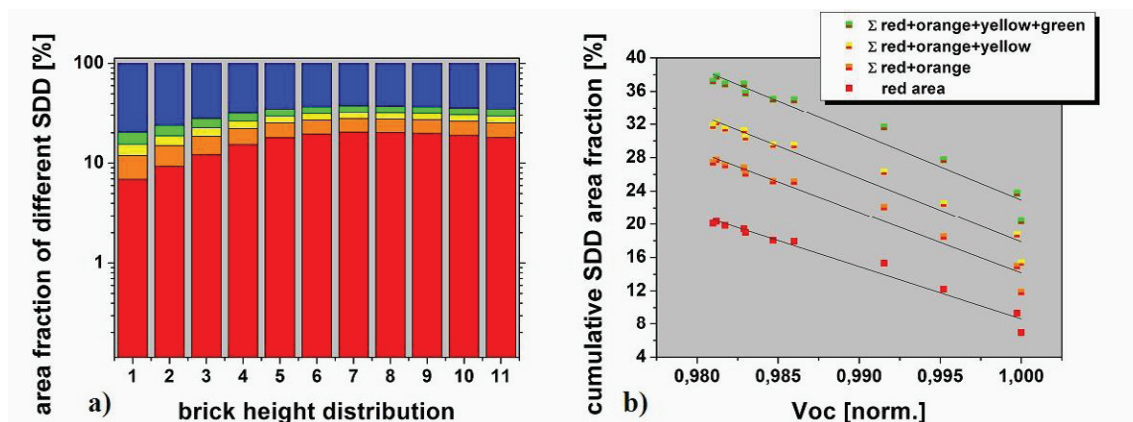 area fraction of different SDD [%]
100
10
1
1 2 3 4 5 6 7 8 9 10 11
brick height distribution
a)
cumulative SDD area fraction [%]
40
36
32
28
24
20
16
12
8
4
0,980 0,985 0,990 0,995 1,000
Voc [norm.]
b)
Σ red+orange+yellow+green
Σ red+orange+yellow
Σ red+orange
red area